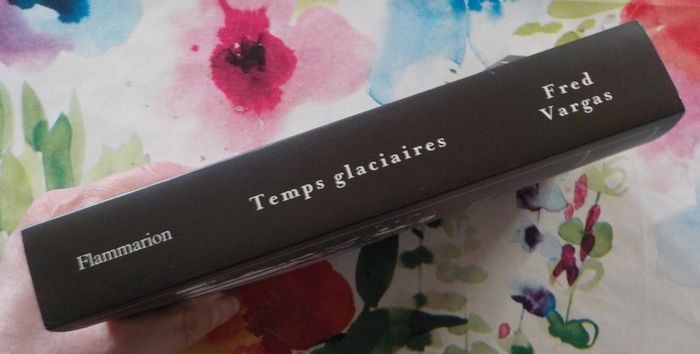 Fred
Vargas
Temps glaciaires
Flammarion